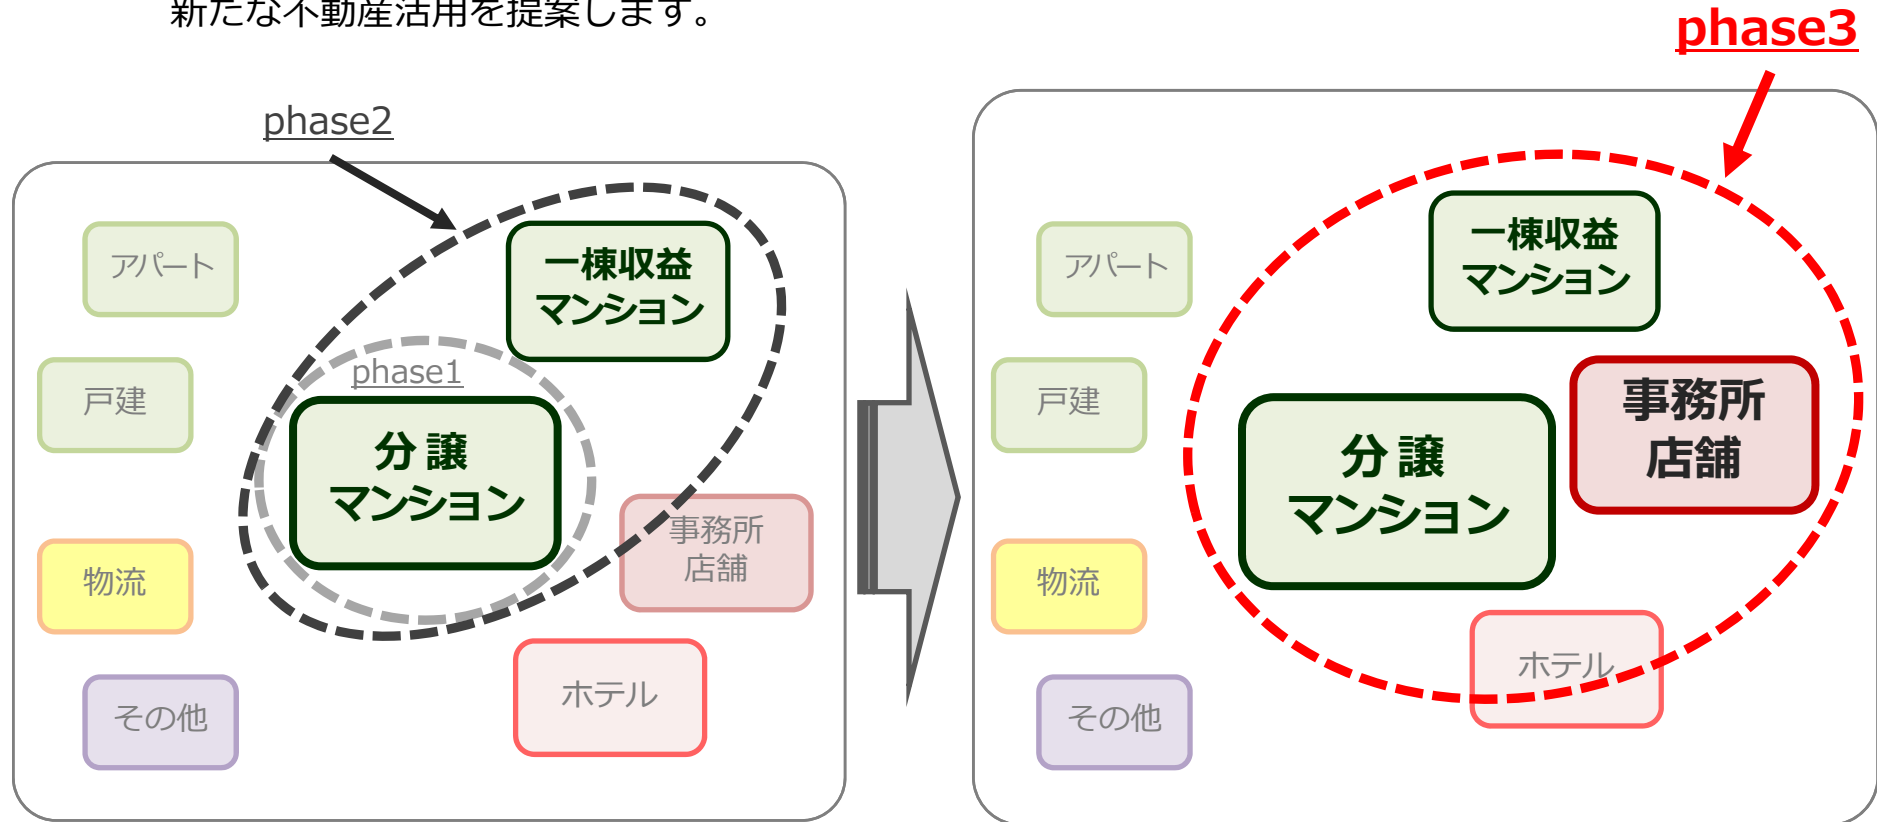 新たな不動産活用を提案します。
phase3
phase2
アパート
一棟収益
マンション
戸建
phase1
分譲
マンション
事務所
店舗
物流
その他
ホテル
アパート
一棟収益
マンション
戸建
事務所
店舗
分譲
マンション
物流
ホテル
その他